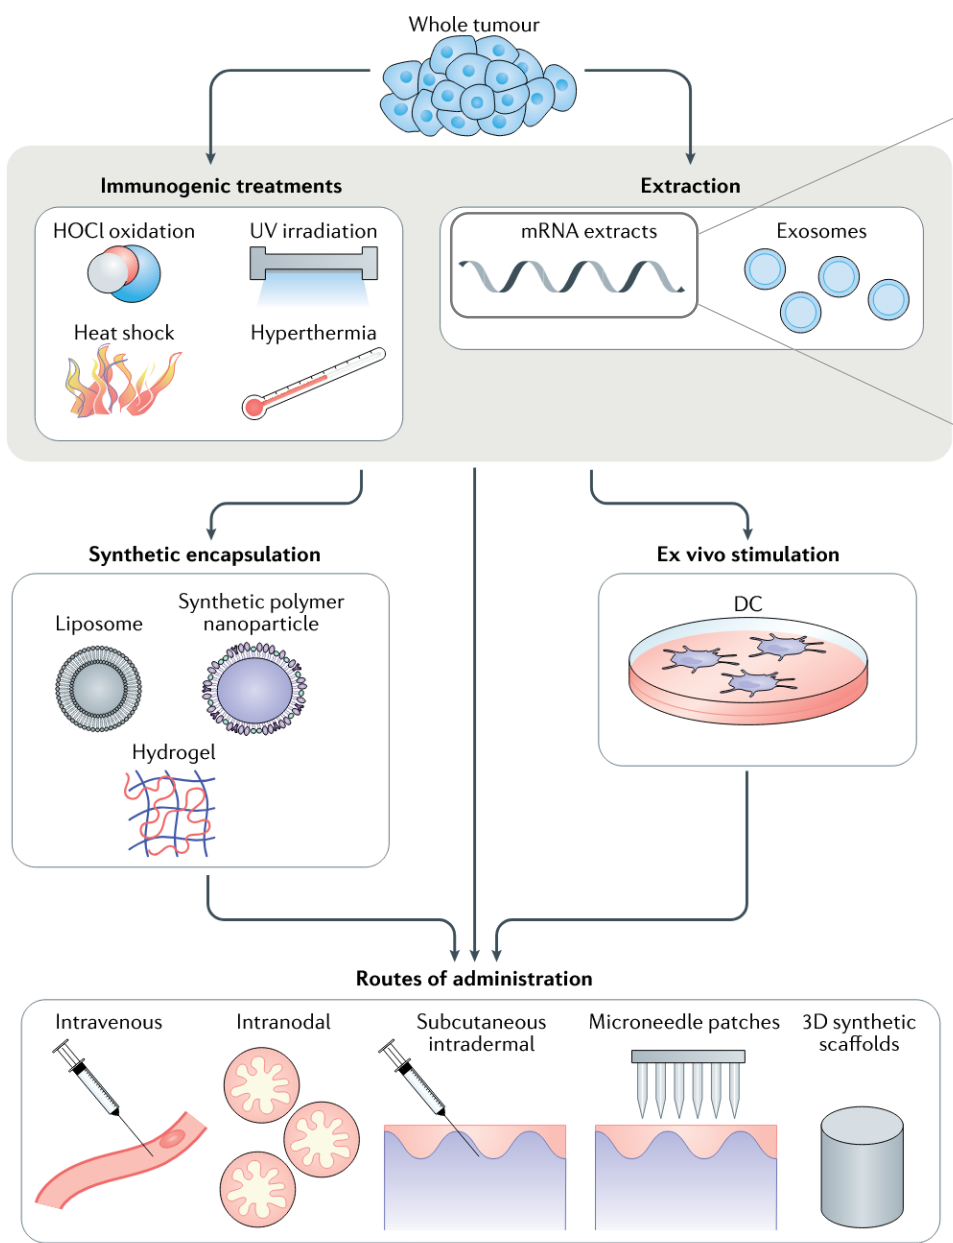 Whole tumour
Immunogenic treatments
Extraction
HOCl oxidation
UV irradiation
mRNA extracts
Exosomes
Heat shock
Hyperthermia
Synthetic encapsulation
Ex vivo stimulation
Liposome
Synthetic polymer
nanoparticle
DC
Hydrogel
Routes of administration
Intravenous
Intranodal
Subcutaneous
intradermal
Microneedle patches
3D synthetic
scaffolds